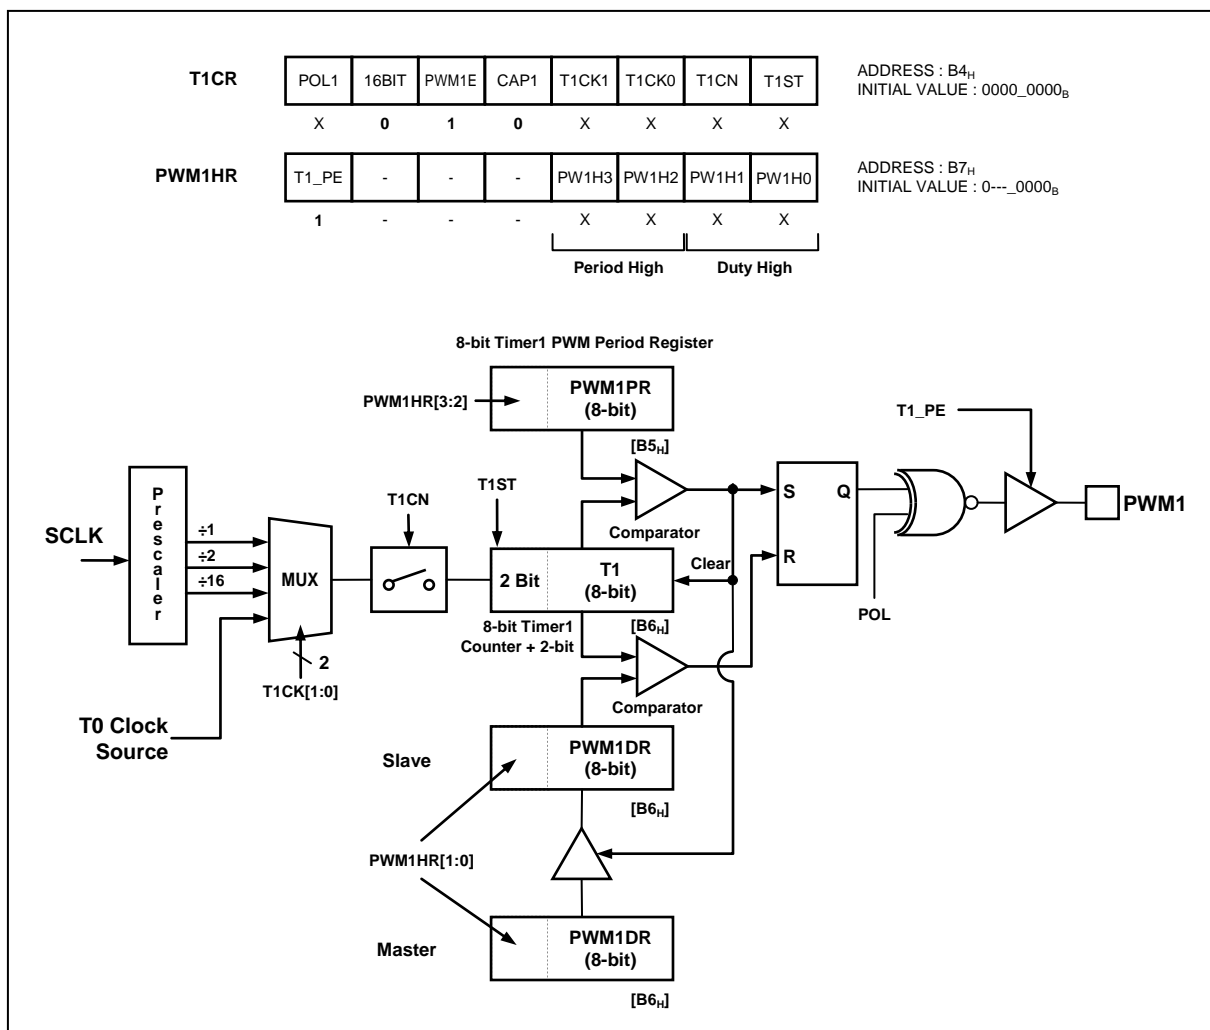 T1CR POL1 16BIT PWM1E CAP1 T1CK1 T1CK0 T1CN T1ST
ADDRESS : B4H
INITIAL VALUE : 0000_0000B
X 0 1 0 X X X X
PWM1HR T1_PE - - - PW1H3 PW1H2 PW1H1 PW1H0
ADDRESS : B7H
INITIAL VALUE : 0---_0000B
1 - - - X X X X
Period High Duty High
8-bit Timer1 PWM Period Register
PWM1HR[3:2]
PWM1PR
(8-bit)
[B5H]
T1_PE
Prescaler
SCLK
÷1
÷2
÷16
MUX
2
T1CK[1:0]
T0 Clock
Source
T1CN
T1ST
Comparator
2 Bit
T1
(8-bit)
Clear
[B6H]
8-bit Timer1
Counter + 2-bit
S Q
R
POL
PWM1
Comparator
Slave
PWM1DR
(8-bit)
[B6H]
PWM1HR[1:0]
Master
PWM1DR
(8-bit)
[B6H]